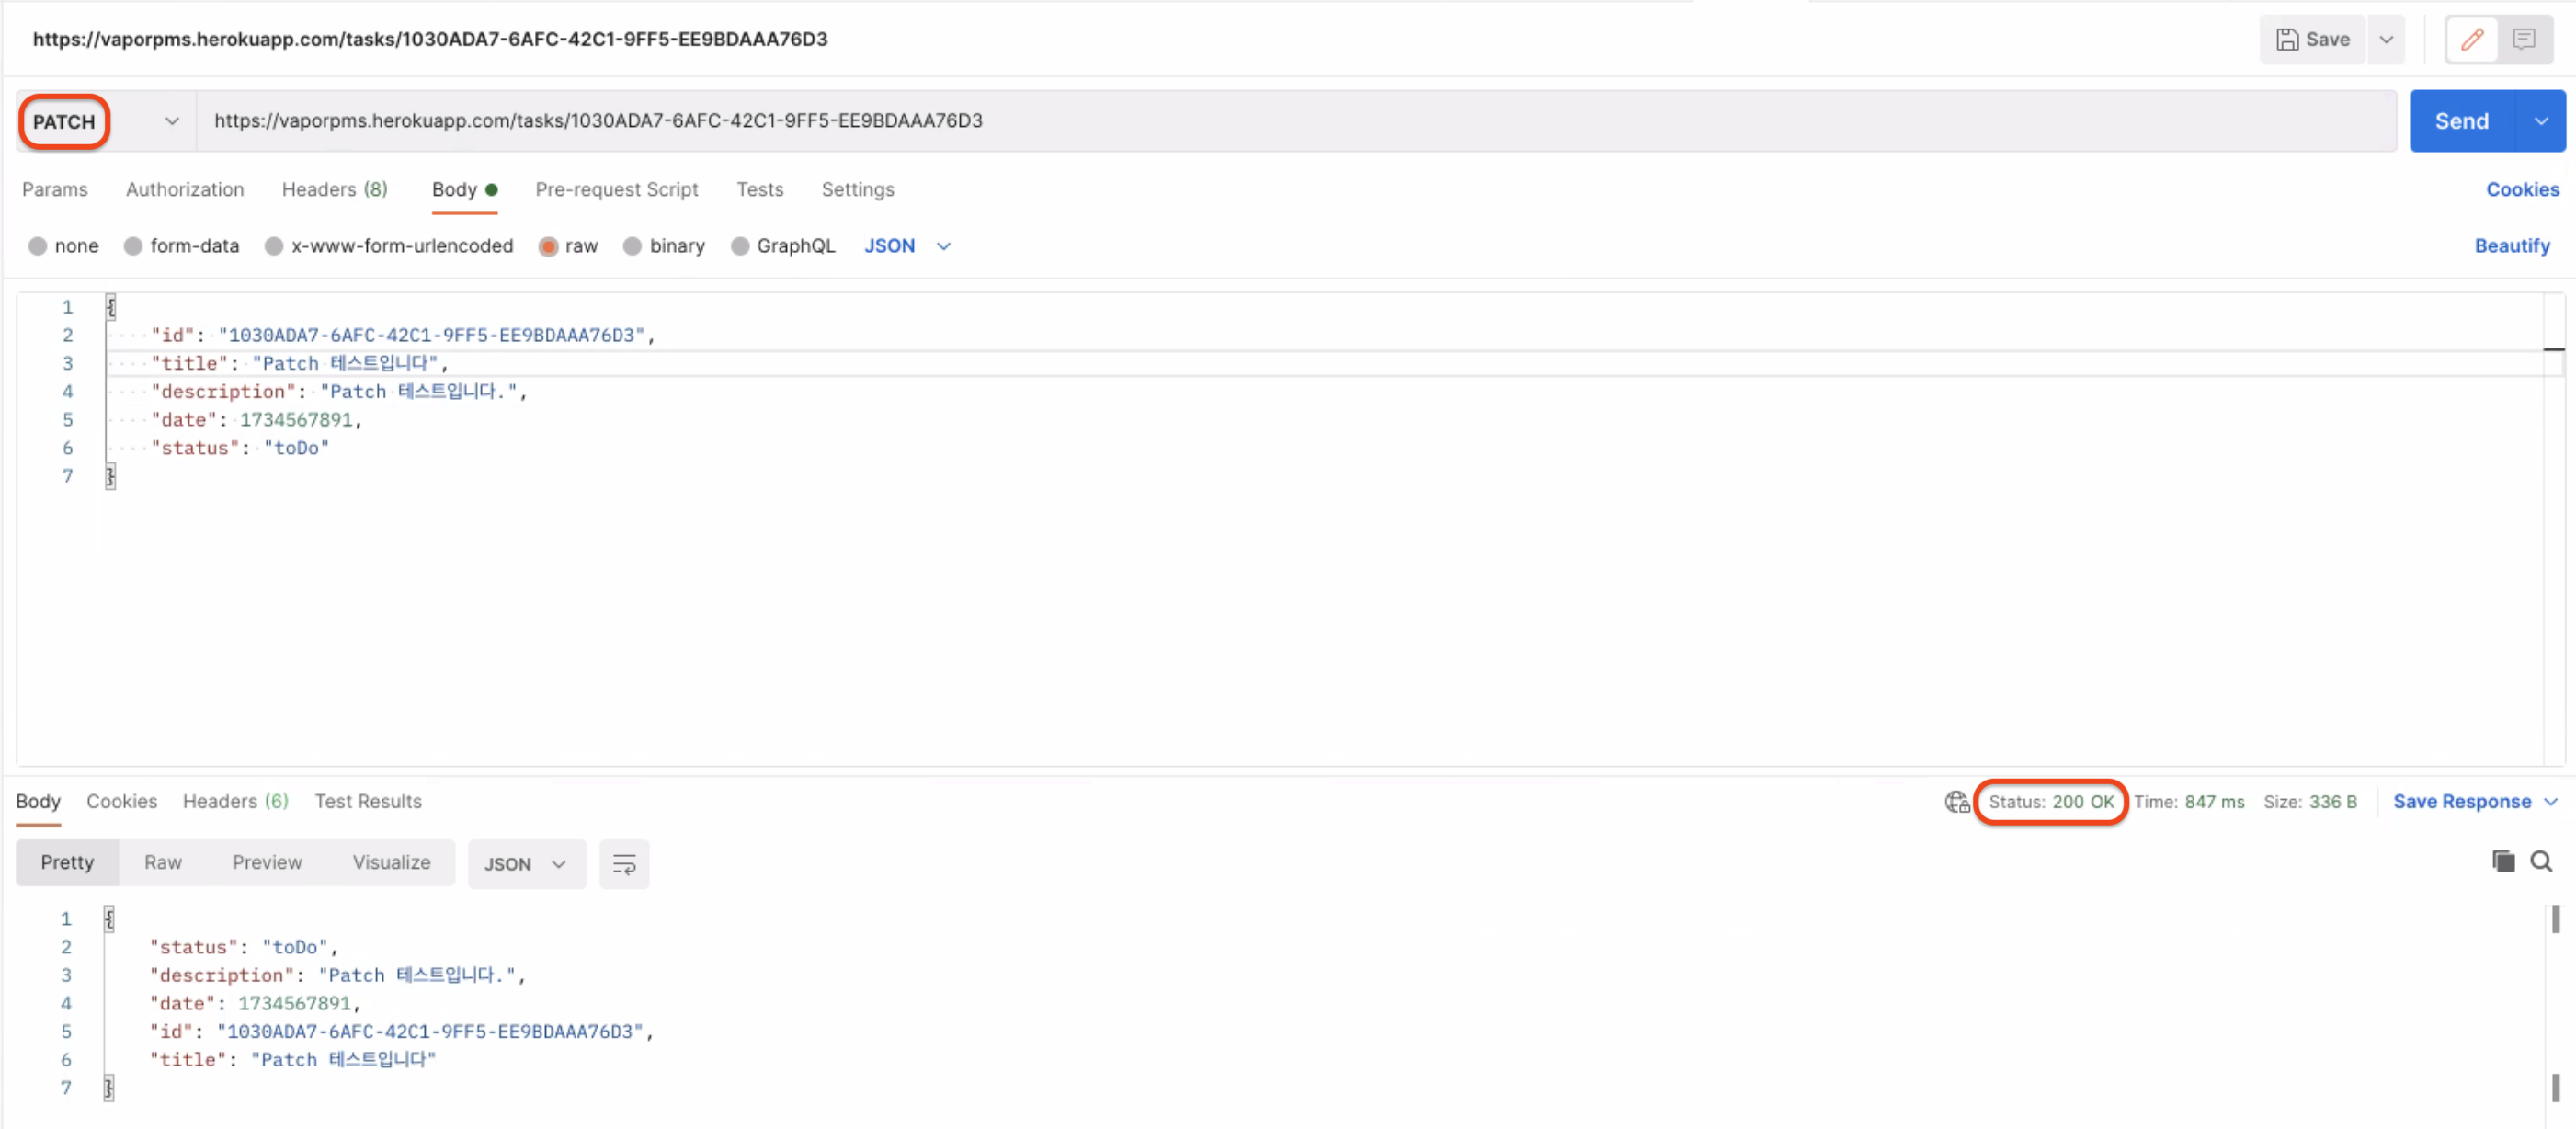 https://vaporpms.herokuapp.com/tasks/1030ADA7-6AFC-42C1-9FF5-EE9BDAAA76D3 Save
PATCH https://vaporpms.herokuapp.com/tasks/1030ADA7-6AFC-42C1-9FF5-EE9BDAAA76D3 Send
Params Authorization Headers (8) Body Pre-request Script Tests Settings Cookies
none form-data x-www-form-urlencoded raw binary GraphQL JSON Beautify
1 {
2 "id": "1030ADA7-6AFC-42C1-9FF5-EE9BDAAA76D3",
3 "title": "Patch 테스트입니다",
4 "description": "Patch 테스트입니다.",
5 "date": 1734567891,
6 "status": "toDo"
7 }
Body Cookies Headers (6) Test Results Status: 200 OK Time: 847 ms Size: 336 B Save Response
Pretty Raw Preview Visualize JSON
1 {
2 "status": "toDo",
3 "description": "Patch 테스트입니다.",
4 "date": 1734567891,
5 "id": "1030ADA7-6AFC-42C1-9FF5-EE9BDAAA76D3",
6 "title": "Patch 테스트입니다"
7 }